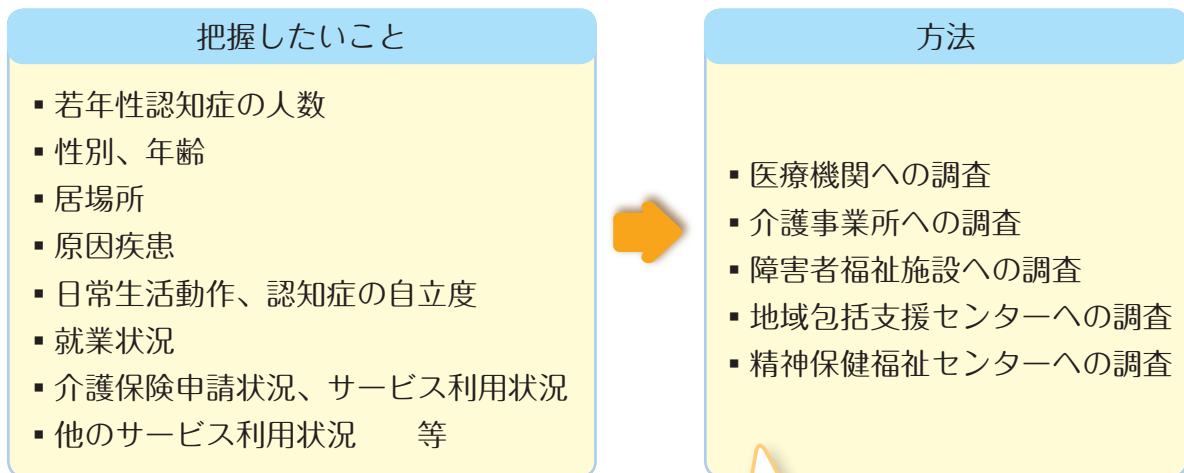 把握したいこと
▪若年性認知症の人数
▪性別、年齢
▪居場所
▪原因疾患
▪日常生活動作、認知症の自立度
▪就業状況
▪介護保険申請状況、サービス利用状況
▪他のサービス利用状況　　等
方法
▪医療機関への調査
▪介護事業所への調査
▪障害者福祉施設への調査
▪地域包括支援センターへの調査
▪精神保健福祉センターへの調査